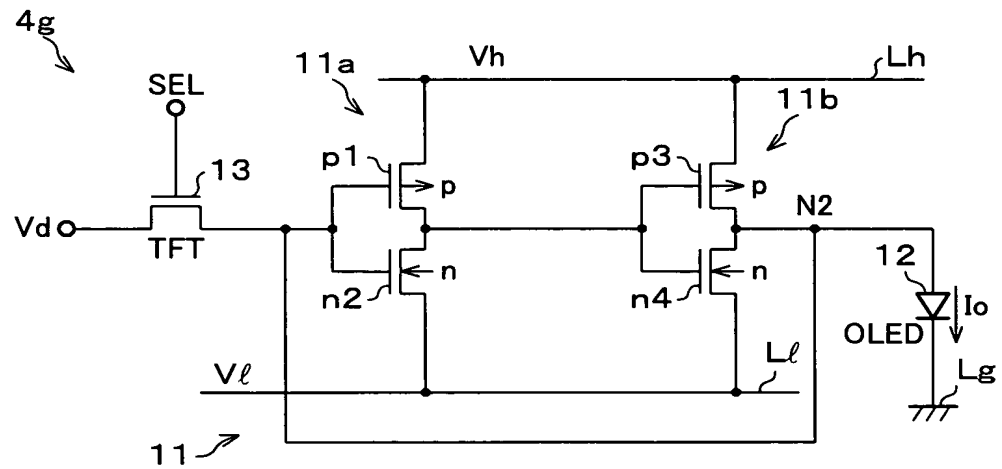 4g
Vh
Lh
11a
SEL
11b
p1
p3
13
p
p
N2
Vd
TFT
12
n
n
n2
n4
Io
OLED
Vℓ
Lℓ
Lg
11